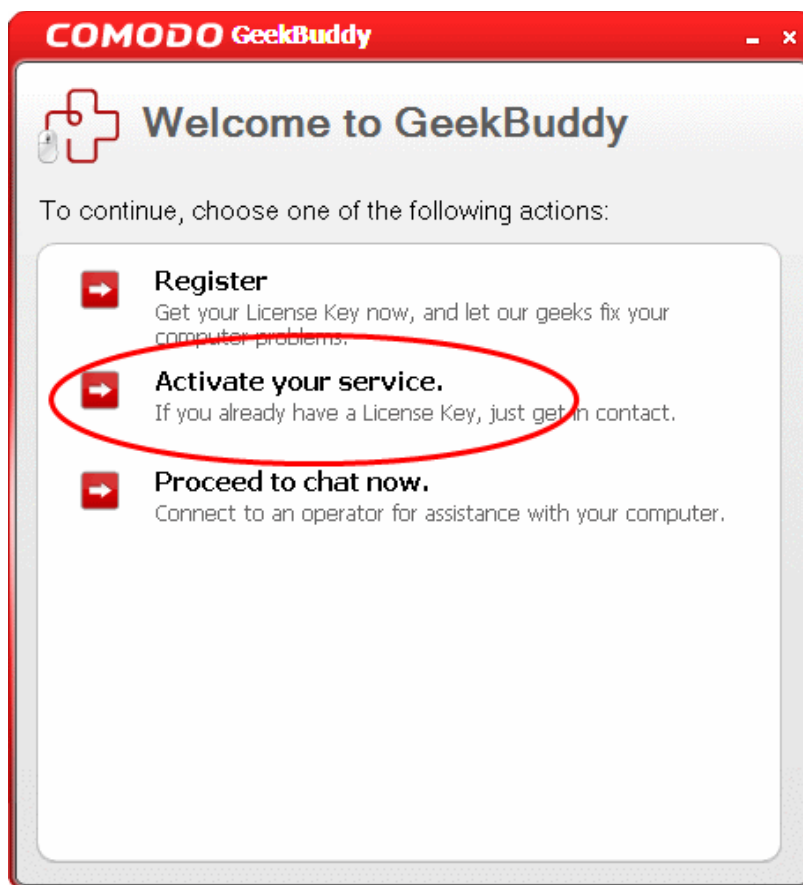 COMODO GeekBuddy
Welcome to GeekBuddy
To continue, choose one of the following actions:
Register
Get your License Key now, and let our geeks fix your
computer problems.
Activate your service.
If you already have a License Key, just get in contact.
Proceed to chat now.
Connect to an operator for assistance with your computer.